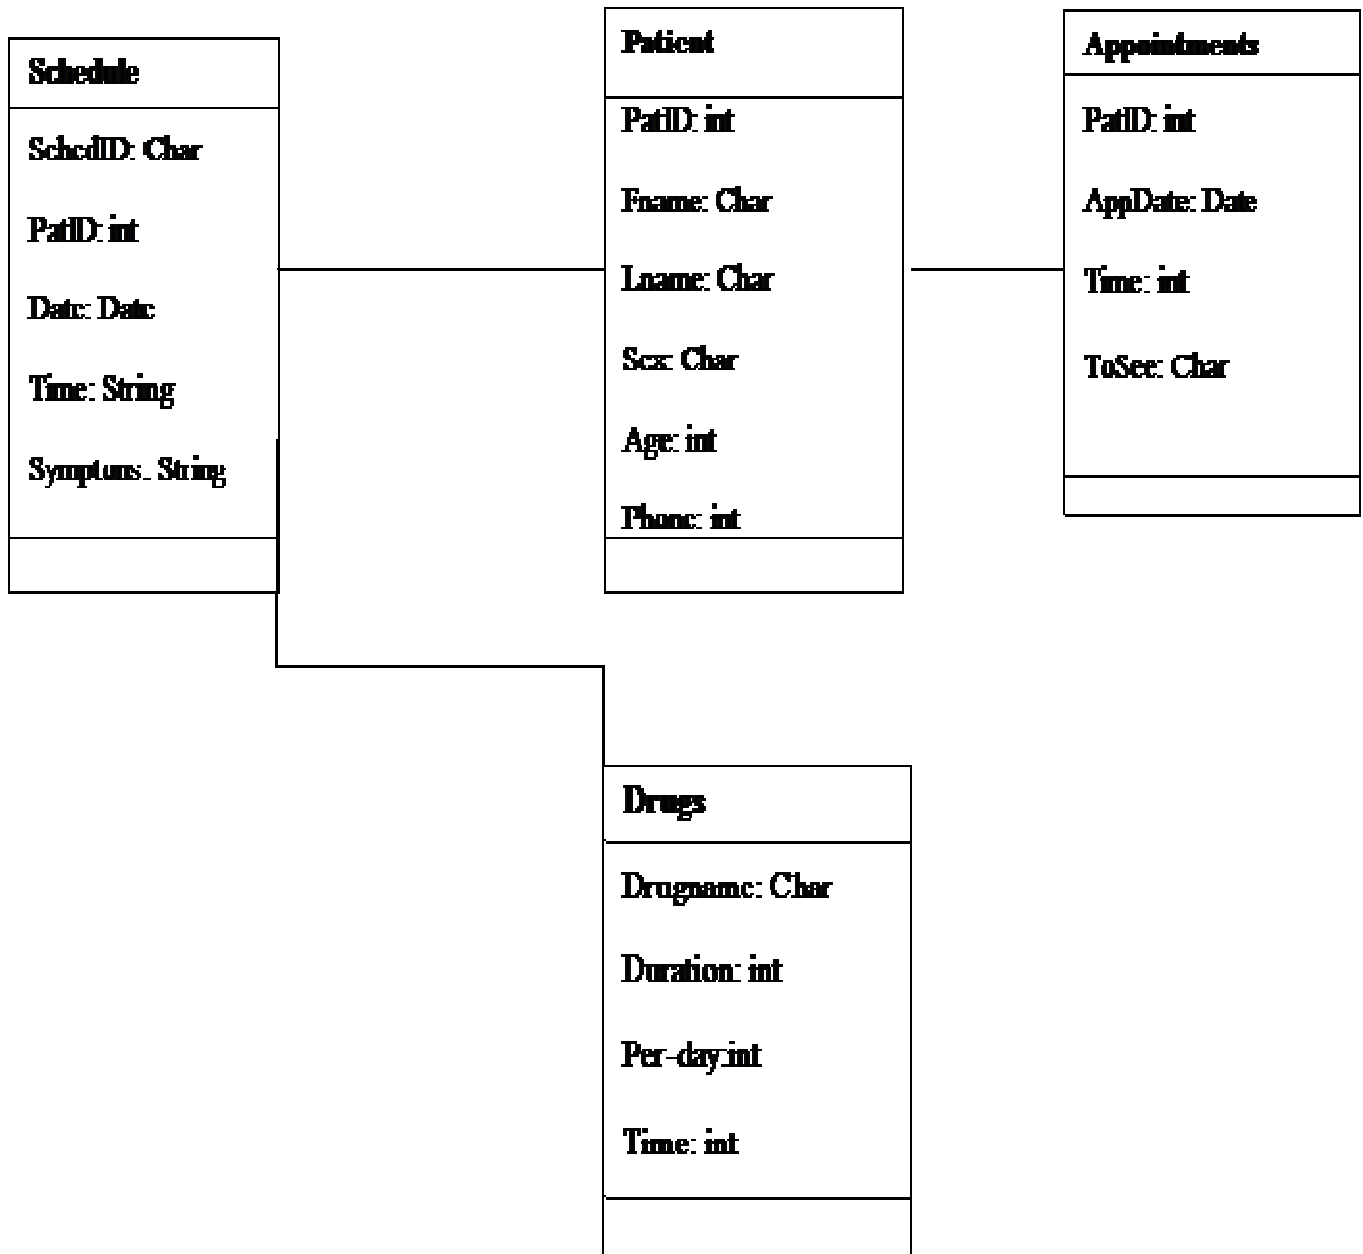 Schedule
SchedID: Char
PatID: int
Date: Date
Time: String
Symptuns: String
Patient
PatID: int
Fname: Char
Lname: Char
Sex: Char
Age: int
Phone: int
Appointments
PatID: int
AppDate: Date
Time: int
ToSee: Char
Drugs
Drugname: Char
Duration: int
Per-day:int
Time: int